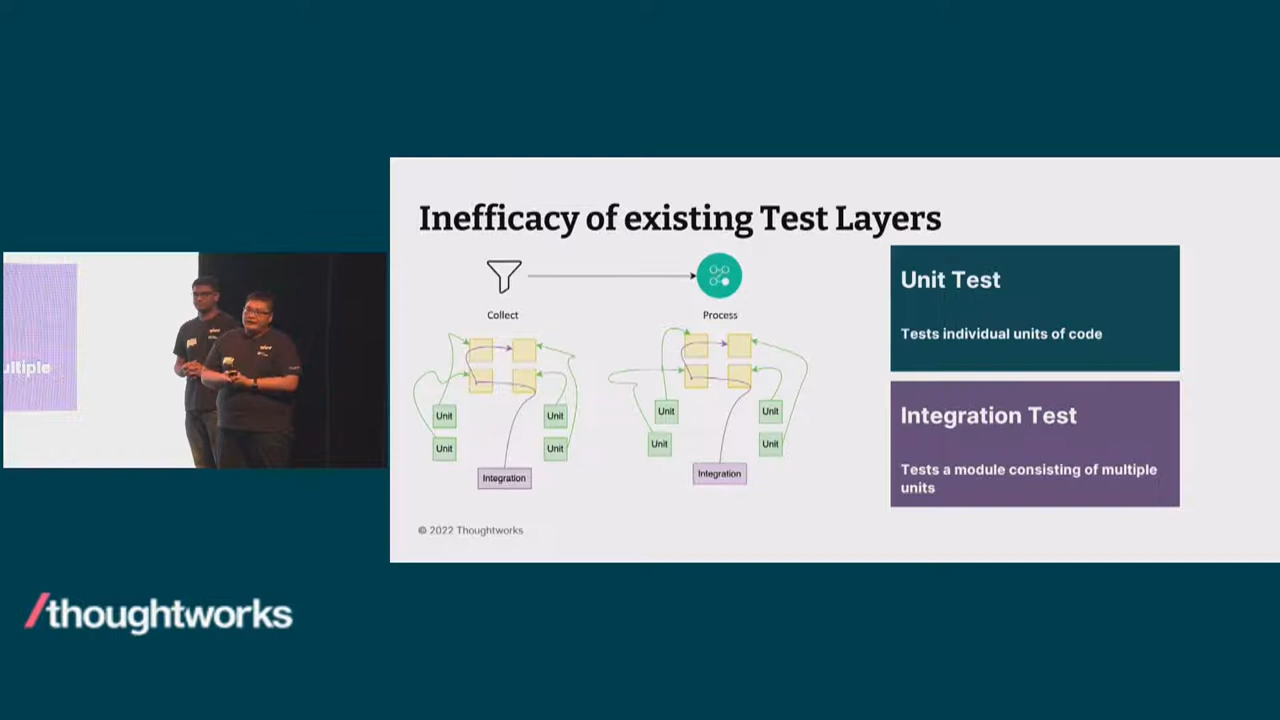 Inefficacy of existing Test Layers
Collect
Process
Unit
Unit
Unit
Unit
Integration
Unit
Unit
Unit
Unit
Integration
Unit Test
Tests individual units of code
Integration Test
Tests a module consisting of multiple
units
© 2022 Thoughtworks
/thoughtworks